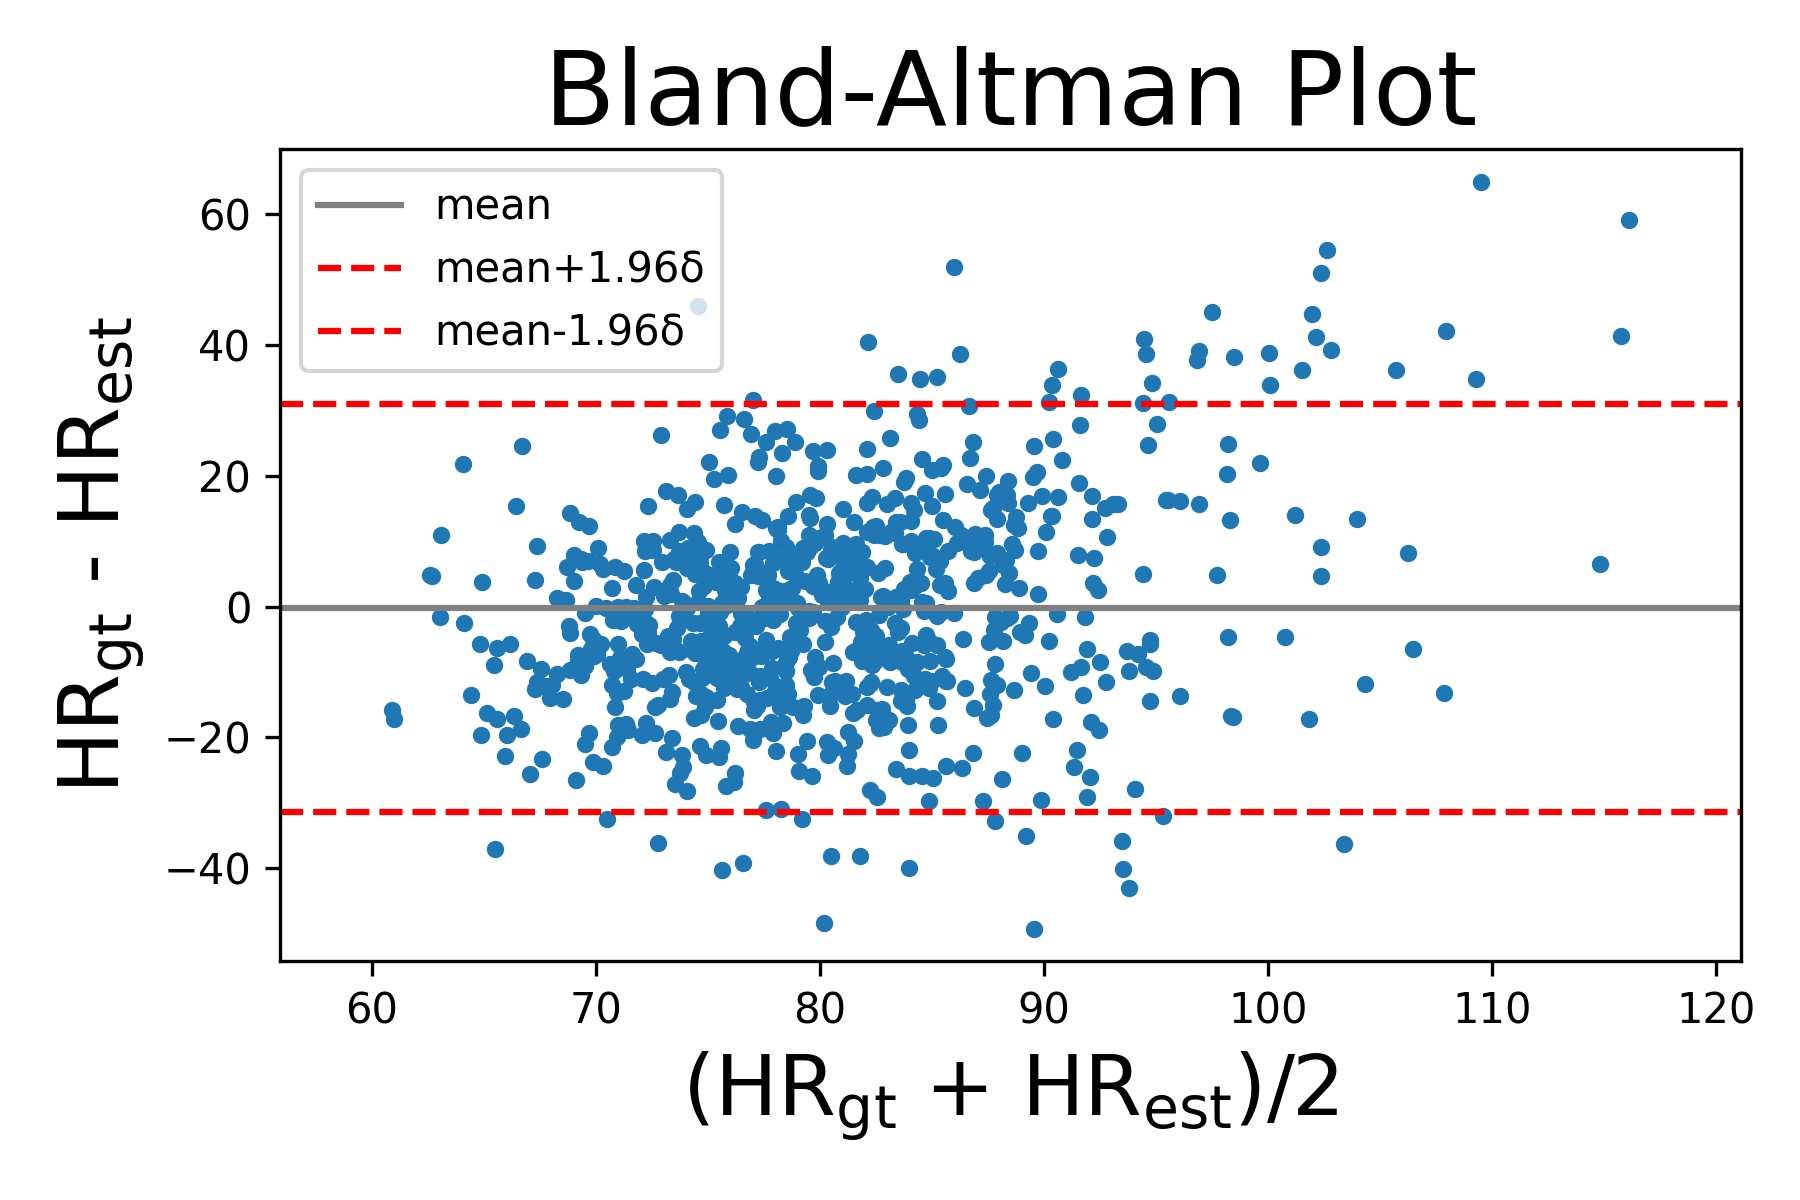 Bland-Altman Plot
mean
mean+1.96δ
mean-1.96δ
HRgt - HRest
60
40
20
0
−20
−40
60 70 80 90 100 110 120
(HRgt + HRest)/2